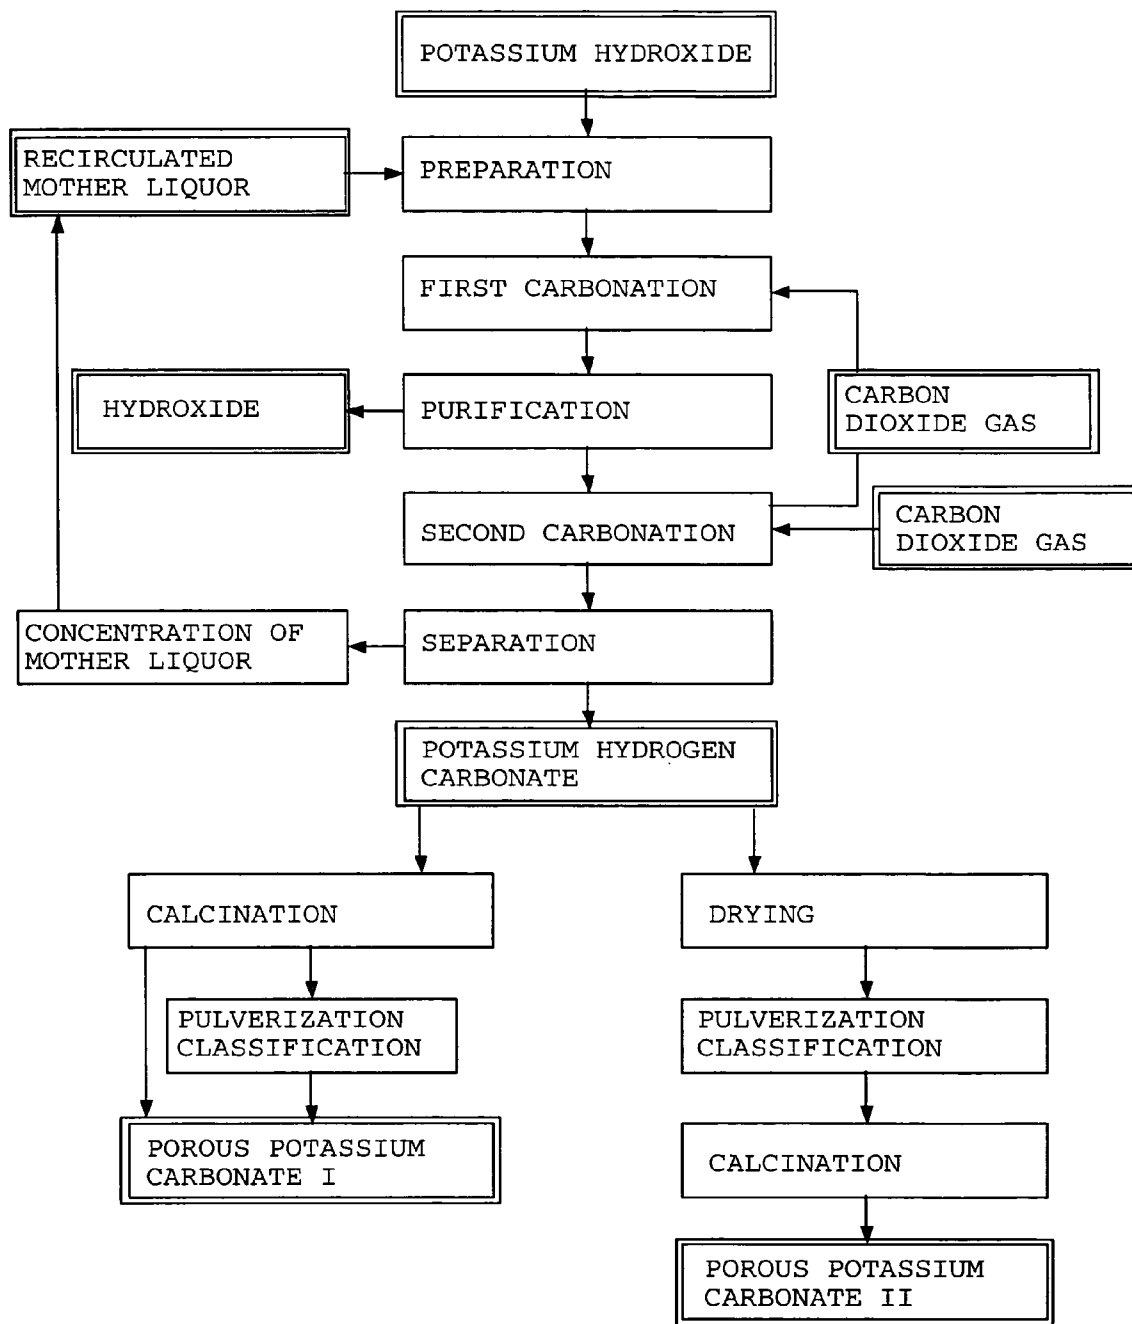 POTASSIUM HYDROXIDE
RECIRCULATED
MOTHER LIQUOR
PREPARATION
FIRST CARBONATION
HYDROXIDE
PURIFICATION
CARBON
DIOXIDE GAS
SECOND CARBONATION
CARBON
DIOXIDE GAS
CONCENTRATION OF
MOTHER LIQUOR
SEPARATION
POTASSIUM HYDROGEN
CARBONATE
CALCINATION
DRYING
PULVERIZATION
CLASSIFICATION
PULVERIZATION
CLASSIFICATION
POROUS POTASSIUM
CARBONATE I
CALCINATION
POROUS POTASSIUM
CARBONATE II